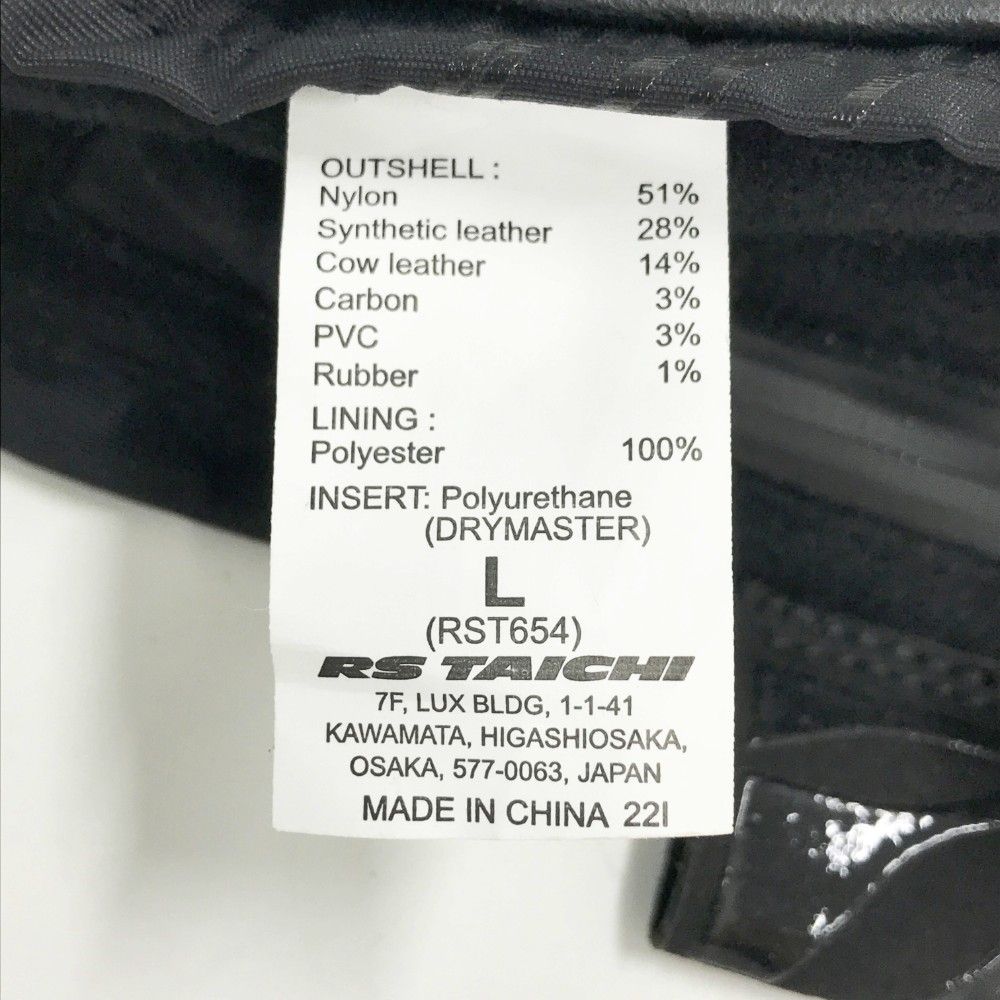 OUTSHELL :
Nylon 51%
Synthetic leather 28%
Cow leather 14%
Carbon 3%
PVC 3%
Rubber 1%
LINING :
Polyester 100%
INSERT: Polyurethane
(DRYMASTER)
L
(RST654)
RS TAICHI
7F, LUX BLDG, 1-1-41
KAWAMATA, HIGASHIOSAKA,
OSAKA, 577-0063, JAPAN
MADE IN CHINA 22I